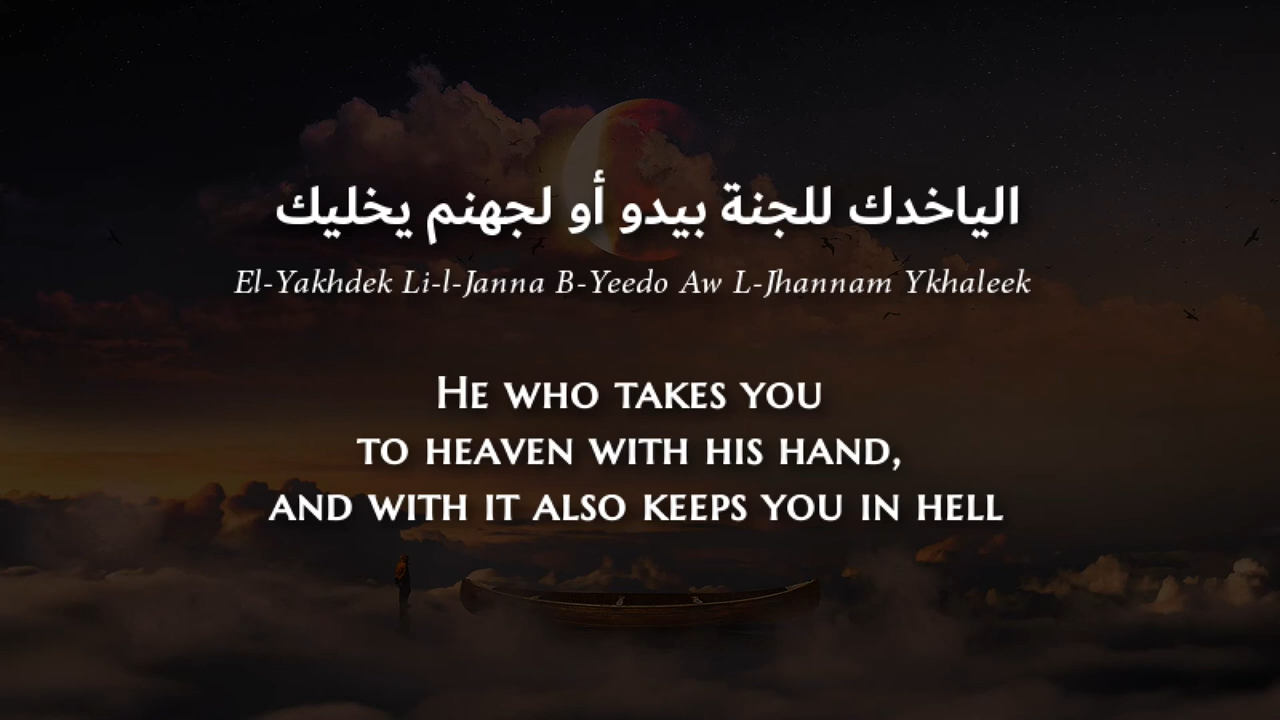 الياخدك للجنة بيدو أو لجهنم يخليك
El-Yakhdek Li-l-Janna B-Yeedo Aw L-Jhannam Ykhaleek
He who takes you
to heaven with his hand,
and with it also keeps you in hell